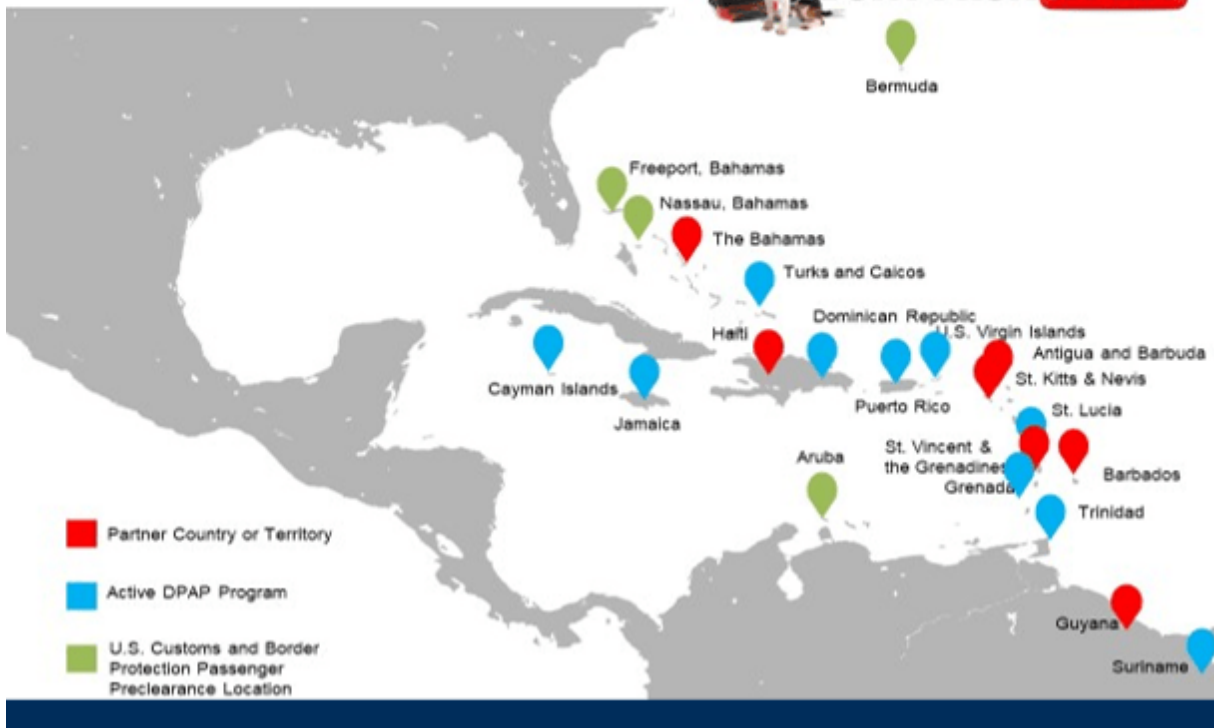 Bermuda
Freeport, Bahamas
Nassau, Bahamas
The Bahamas
Turks and Caicos
Dominican Republic
Haiti
U.S. Virgin Islands
Antigua and Barbuda
St. Kitts & Nevis
Cayman Islands
Puerto Rico
St. Lucia
Jamaica
St. Vincent &
the Grenadines
Grenada
Barbados
Aruba
Trinidad
Partner Country or Territory
Active DPAP Program
U.S. Customs and Border
Protection Passenger
Preclearance Location
Guyana
Suriname